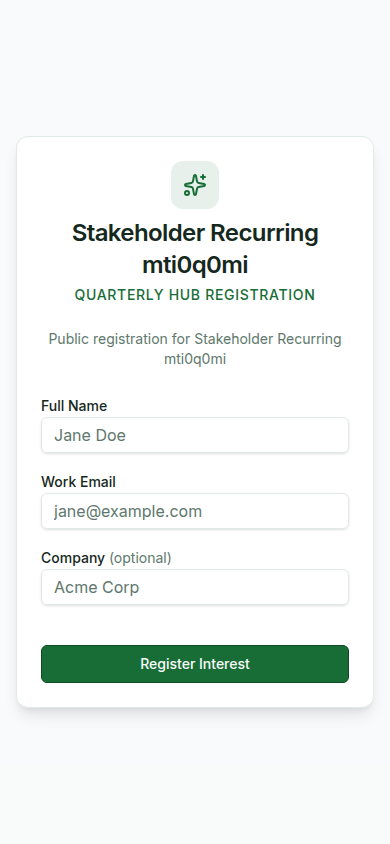 Stakeholder Recurring
mti0q0mi
QUARTERLY HUB REGISTRATION
Public registration for Stakeholder Recurring
mti0q0mi
Full Name
Jane Doe
Work Email
jane@example.com
Company (optional)
Acme Corp
Register Interest